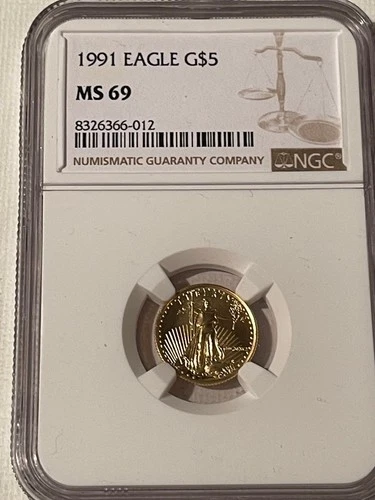 1991 EAGLE G$5
MS 69
8326366-012
NUMISMATIC GUARANTY COMPANY
NGC®